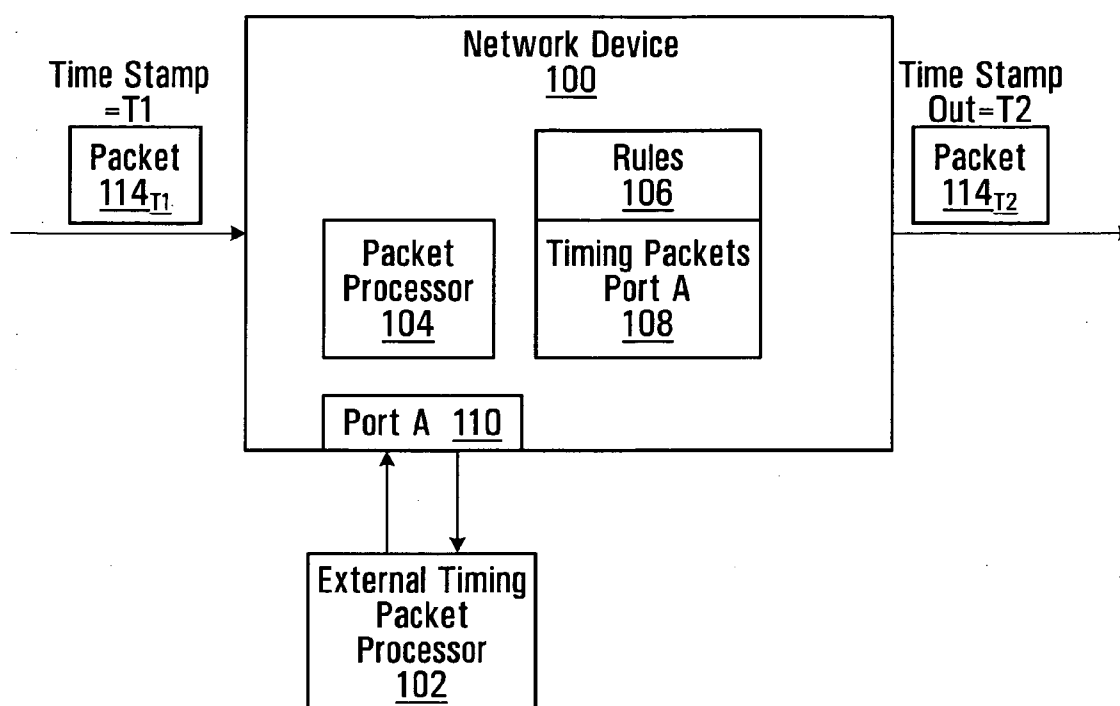 Network Device
100
Time Stamp
=T1
Packet
114T1
Time Stamp
Out=T2
Packet
114T2
Rules
106
Packet
Processor
104
Timing Packets
Port A
108
Port A 110
External Timing
Packet
Processor
102